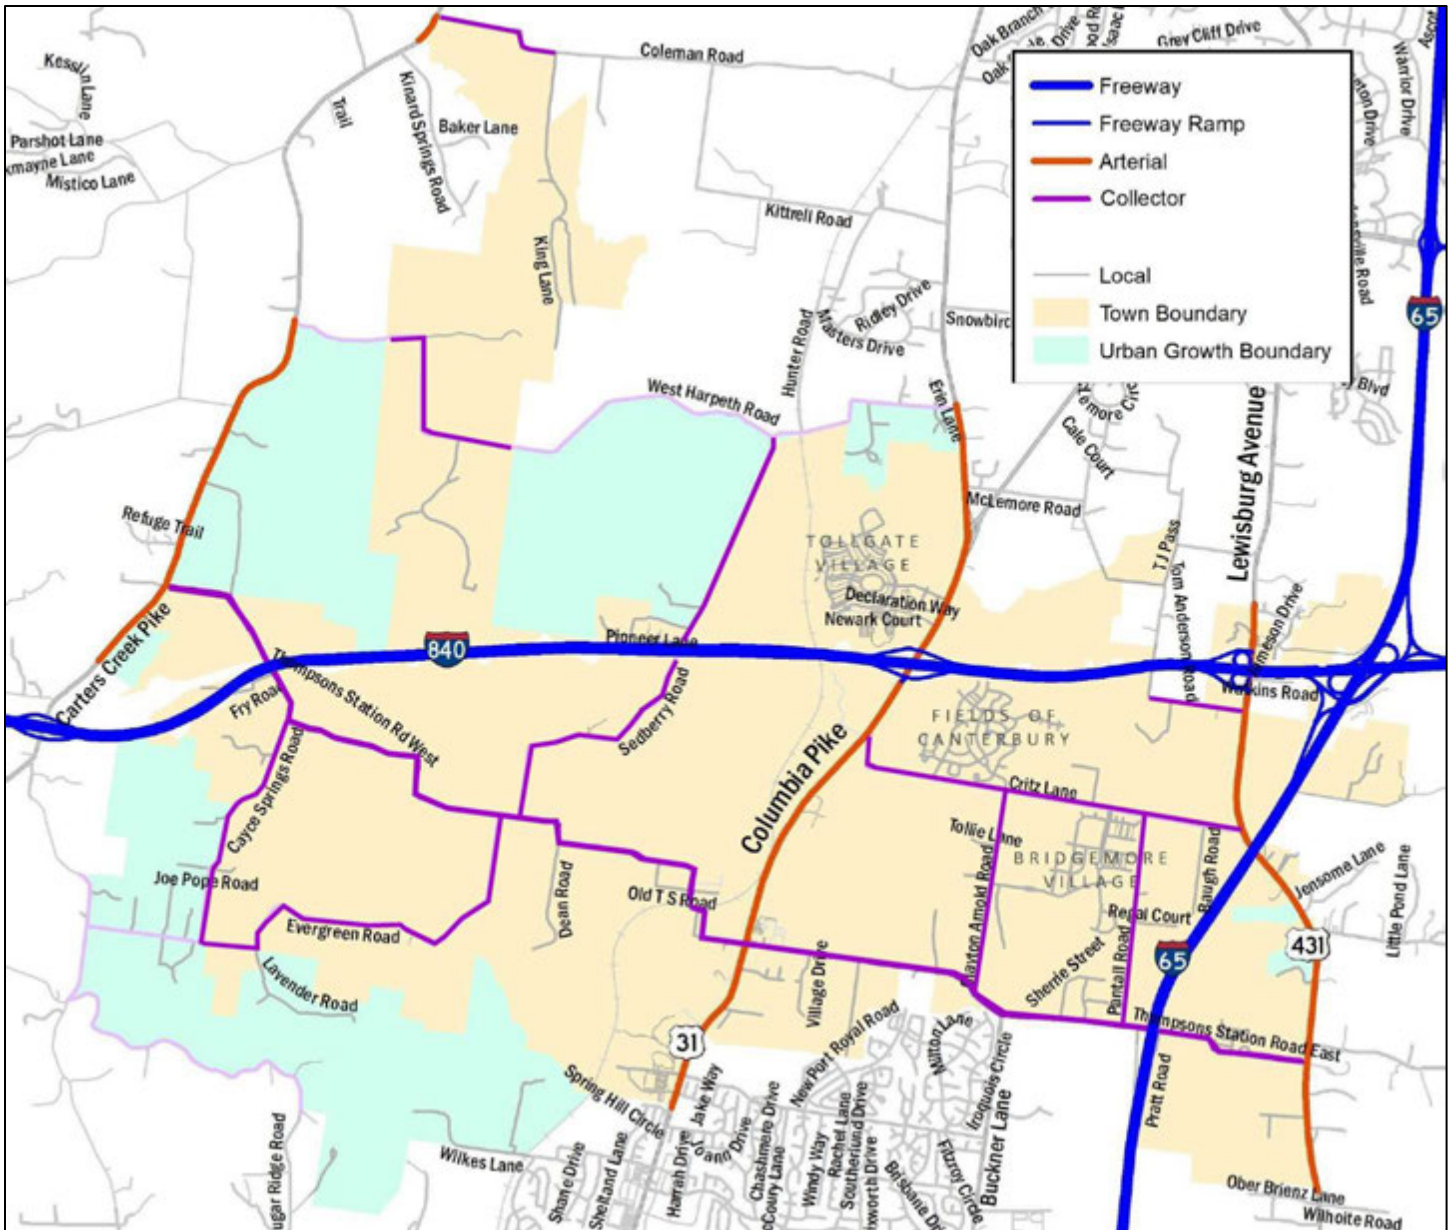 Coleman Road
Oak Branch
Drive
Grey Cliff Drive
Warrior Drive
Kinard Springs Road
Trail
Baker Lane
Parshot Lane
Mistico Lane
Kittrell Road
King Lane
Hunter Road
Ridley Drive
Masters Drive
Snowbird
Freeway
Freeway Ramp
Arterial
Collector
Local
Town Boundary
Urban Growth Boundary
65
West Harpeth Road
Erin Lane
Cale Court
Lewisburg Avenue
McLemore Road
Refuge Trail
TOLLGATE
VILLAGE
T J Pass
Tom Anderson Road
Declaration Way
Newark Court
Carters Creek Pike
840
Pioneer Lane
Thompsons Station Rd West
Fry Road
Sedberry Road
Watkins Road
FIELDS OF
CANTERBURY
Columbia Pike
Critz Lane
Cayce Springs Road
Tollie Lane
BRIDGEMORE
VILLAGE
Baugh Road
Jensome Lane
Little Pond Lane
Joe Pope Road
Dean Road
Old T S Road
Regal Court
Evergreen Road
431
65
Lavender Road
Village Drive
Sherrie Street
Pantall Road
Thompsons Station Road East
31
New Port Royal Road
Milton Lane
Iroquois Circle
Buckner Lane
Pratt Road
Spring Hill Circle
Jake Way
Wilkes Lane
Shane Drive
Shetland Lane
Harrah Drive
Chashmere Drive
Windy Way
Rachel Lane
Southerlund Drive
Fitzroy Circle
Ober Brienz Lane
Wilhoite Road